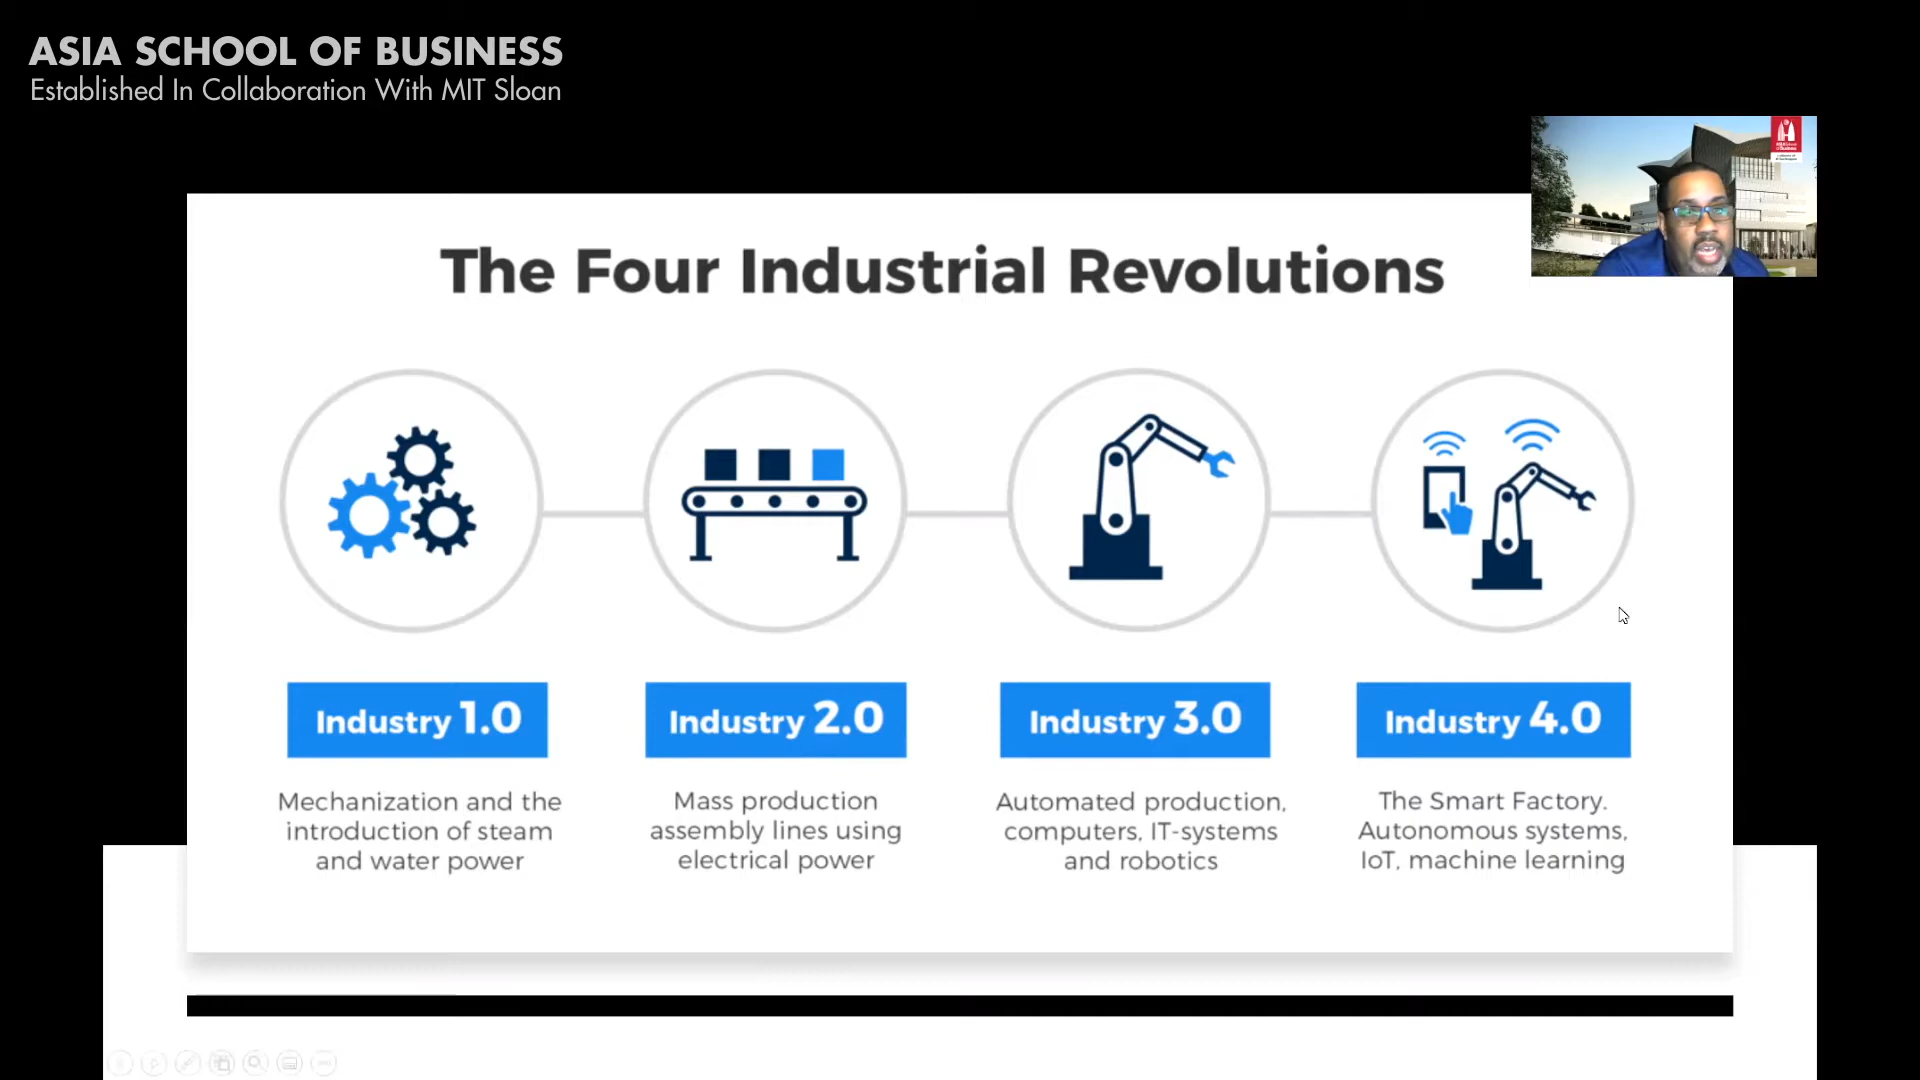 ASIA SCHOOL OF BUSINESS
Established In Collaboration With MIT Sloan
The Four Industrial Revolutions
Industry 1.0
Mechanization and the
introduction of steam
and water power
Industry 2.0
Mass production
assembly lines using
electrical power
Industry 3.0
Automated production,
computers, IT-systems
and robotics
Industry 4.0
The Smart Factory.
Autonomous systems,
IoT, machine learning